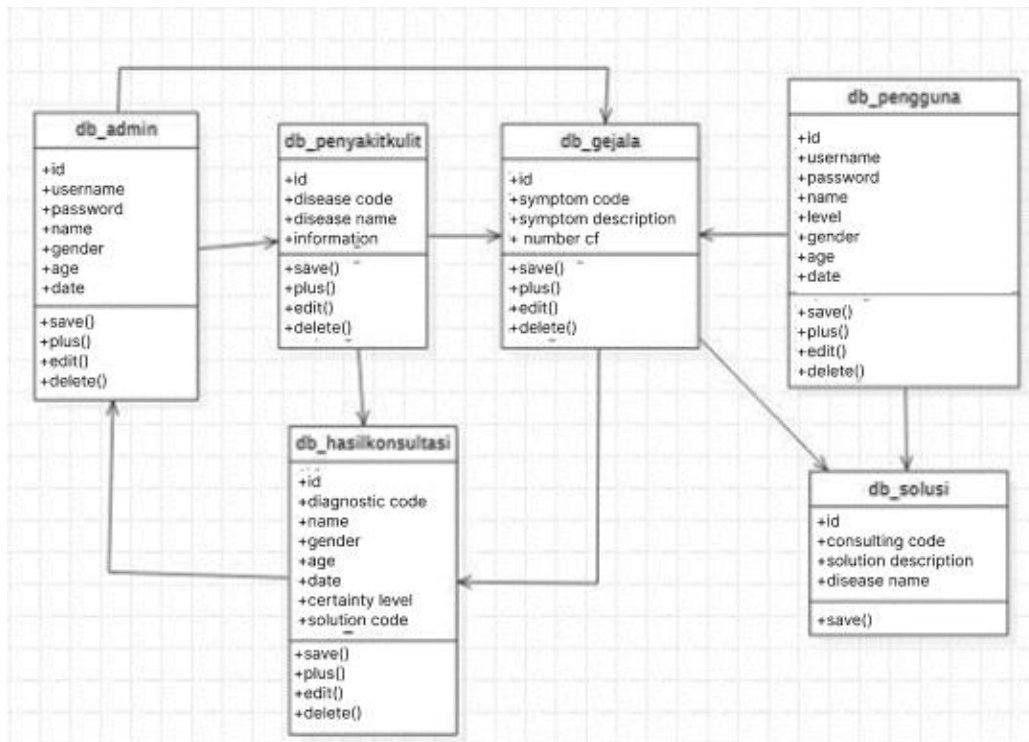 db_admin
+id
+username
+password
+name
+gender
+age
+date
+save()
+plus()
+edit()
+delete()
db_penyakitkulit
+id
+disease code
+disease name
+information
+save()
+plus()
+edit()
+delete()
db_gejala
+id
+symptom code
+symptom description
+ number cf
+save()
+plus()
+edit()
+delete()
db_pengguna
+id
+username
+password
+name
+level
+gender
+age
+date
+save()
+plus()
+edit()
+delete()
db_hasilkonsultasi
+id
+diagnostic code
+name
+gender
+age
+date
+certainty level
+solution code
+save()
+plus()
+edit()
+delete()
db_solusi
+id
+consulting code
+solution description
+disease name
+save()